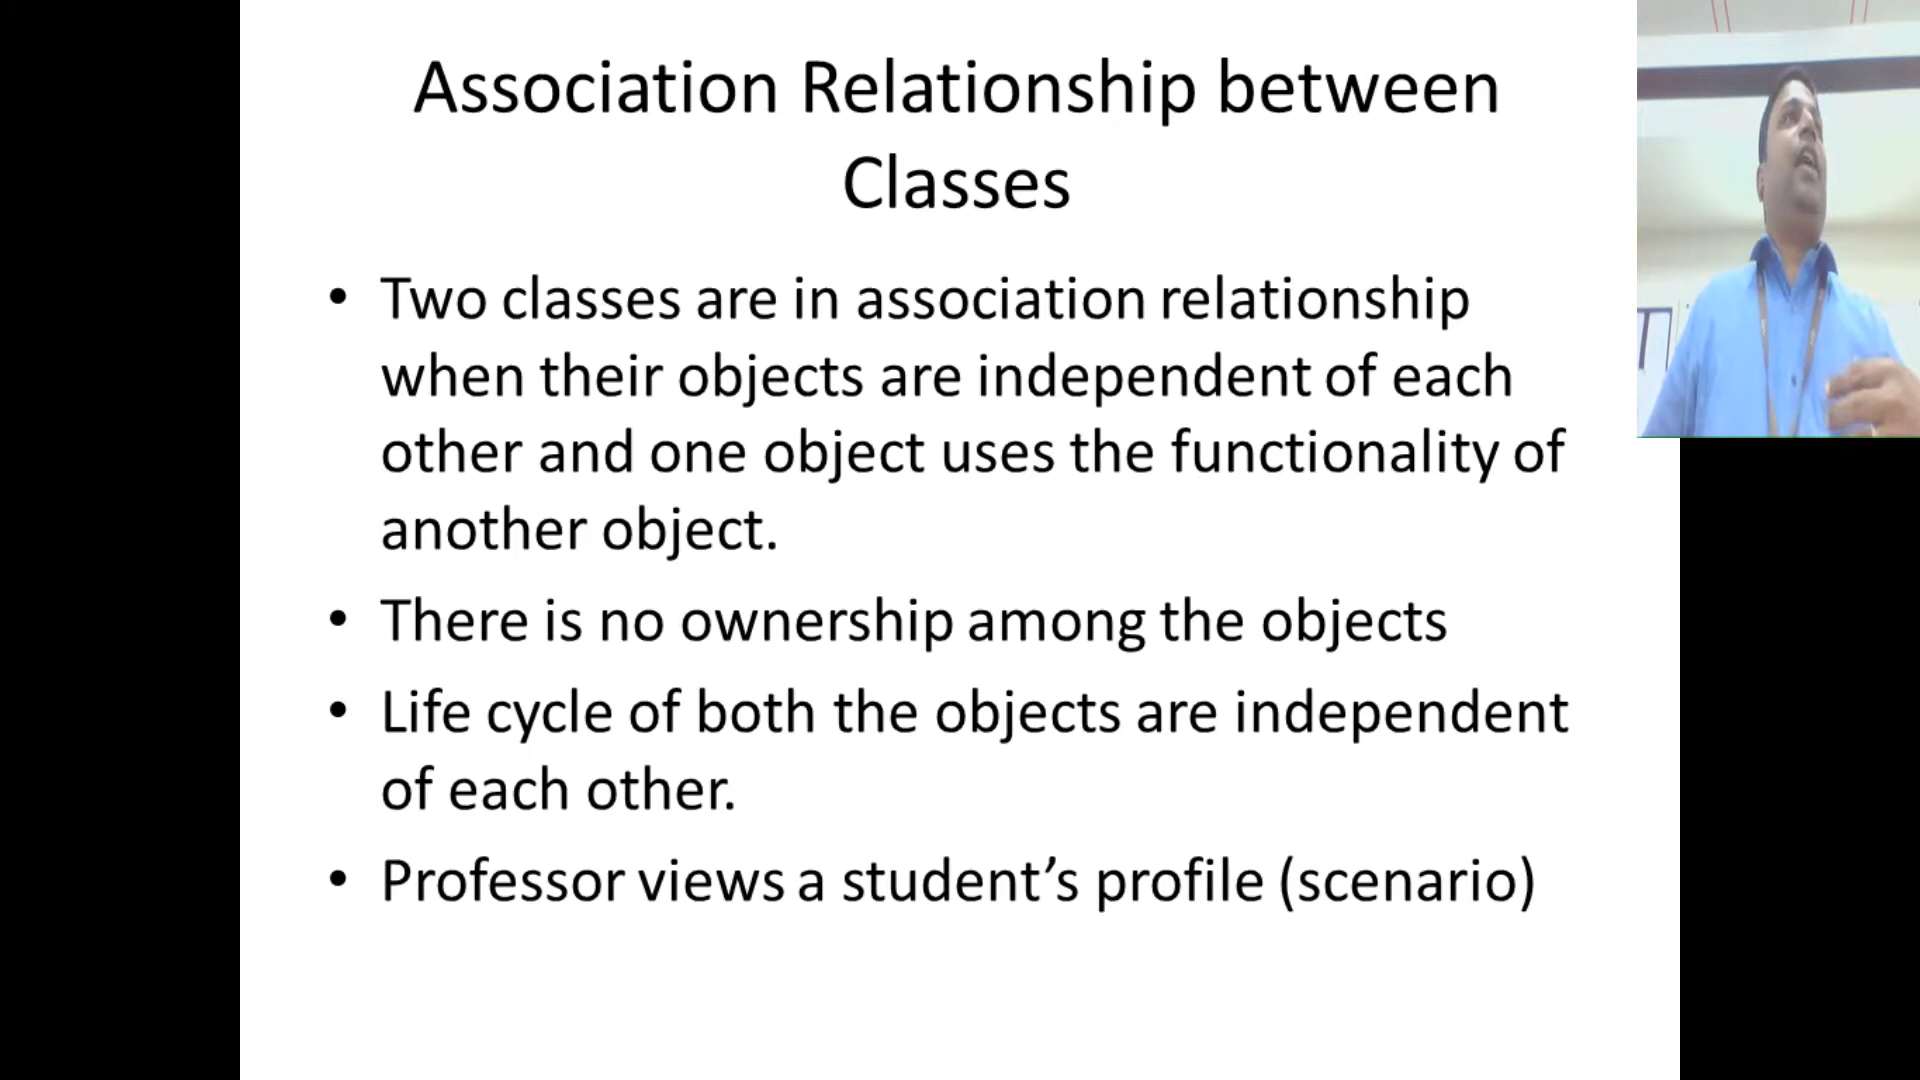 Association Relationship between
Classes
• Two classes are in association relationship
when their objects are independent of each
other and one object uses the functionality of
another object.
• There is no ownership among the objects
• Life cycle of both the objects are independent
of each other.
• Professor views a student’s profile (scenario)